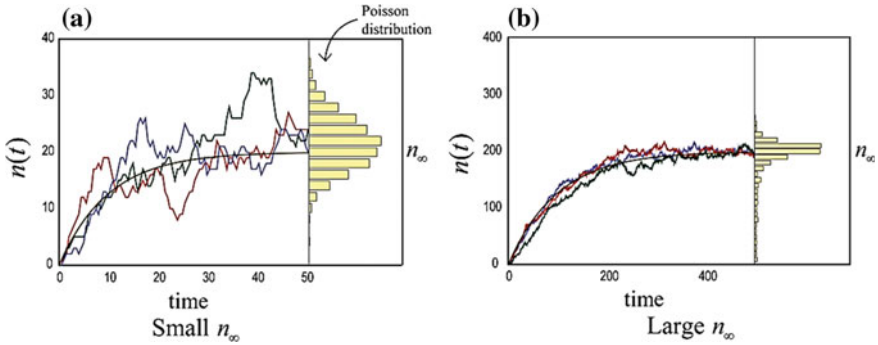 (a)
Poisson
distribution
40
30
20
10
0
n(t)
0 10 20 30 40 50
time
n∞
Small n∞
(b)
400
300
200
100
0
n(t)
0 200 400
time
n∞
Large n∞